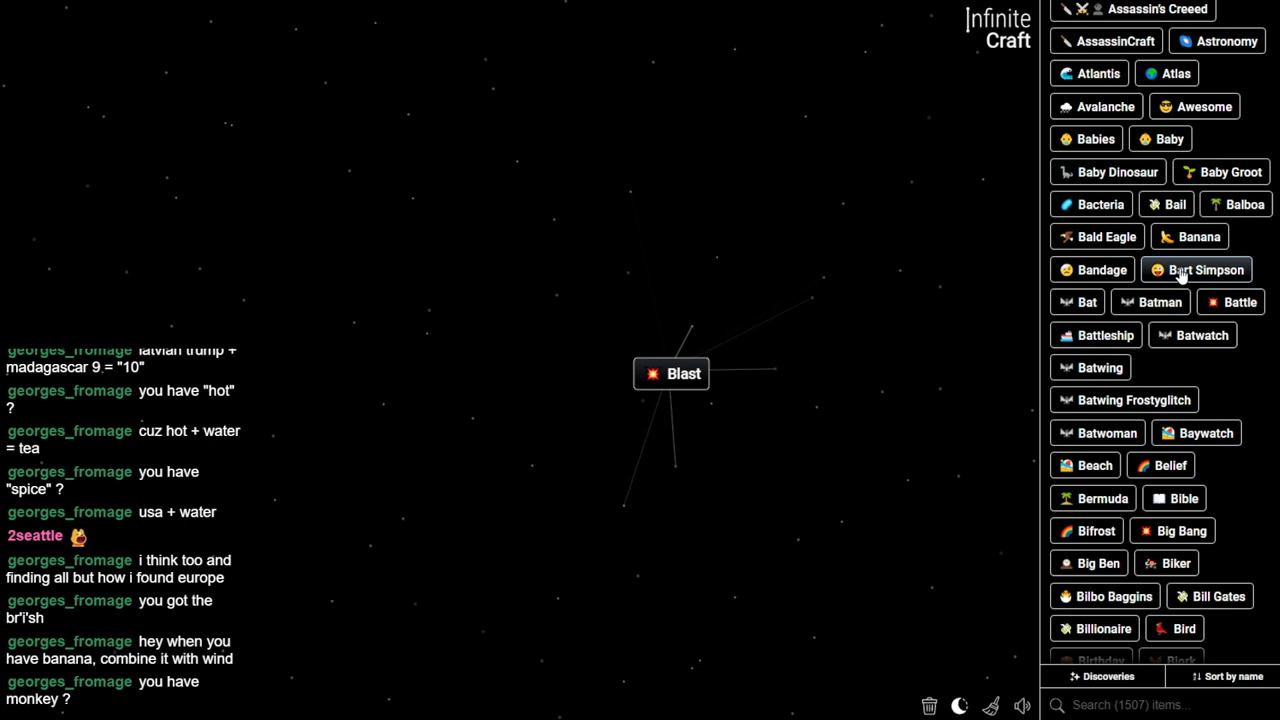 Infinite
Craft
Assassin's Creeed
AssassinCraft Astronomy
Atlantis Atlas
Avalanche Awesome
Babies Baby
Baby Dinosaur Baby Groot
Bacteria Bail Balboa
Bald Eagle Banana
Bandage Bart Simpson
Bat Batman Battle
Battleship Batwatch
Batwing
Batwing Frostyglitch
Batwoman Baywatch
Beach Belief
Bermuda Bible
Bifrost Big Bang
Big Ben Biker
Bilbo Baggins Bill Gates
Billionaire Bird
Birthday Bjork
Discoveries Sort by name
Search (1507) items...
Blast
georges_fromage latvian trump +
madagascar 9 = "10"
georges_fromage you have "hot"
?
georges_fromage cuz hot + water
= tea
georges_fromage you have
"spice" ?
georges_fromage usa + water
2seattle
georges_fromage i think too and
finding all but how i found europe
georges_fromage you got the
br'i'sh
georges_fromage hey when you
have banana, combine it with wind
georges_fromage you have
monkey ?